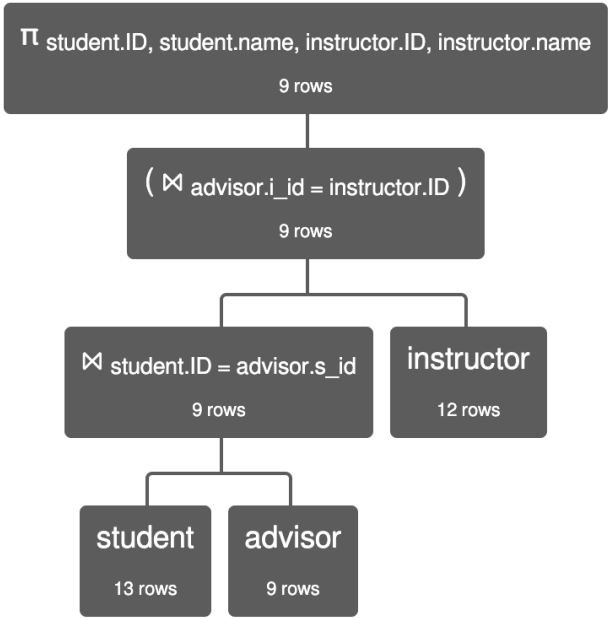 π student.ID, student.name, instructor.ID, instructor.name
9 rows
( ⋈ advisor.i_id = instructor.ID )
9 rows
⋈ student.ID = advisor.s_id
9 rows
instructor
12 rows
student
13 rows
advisor
9 rows